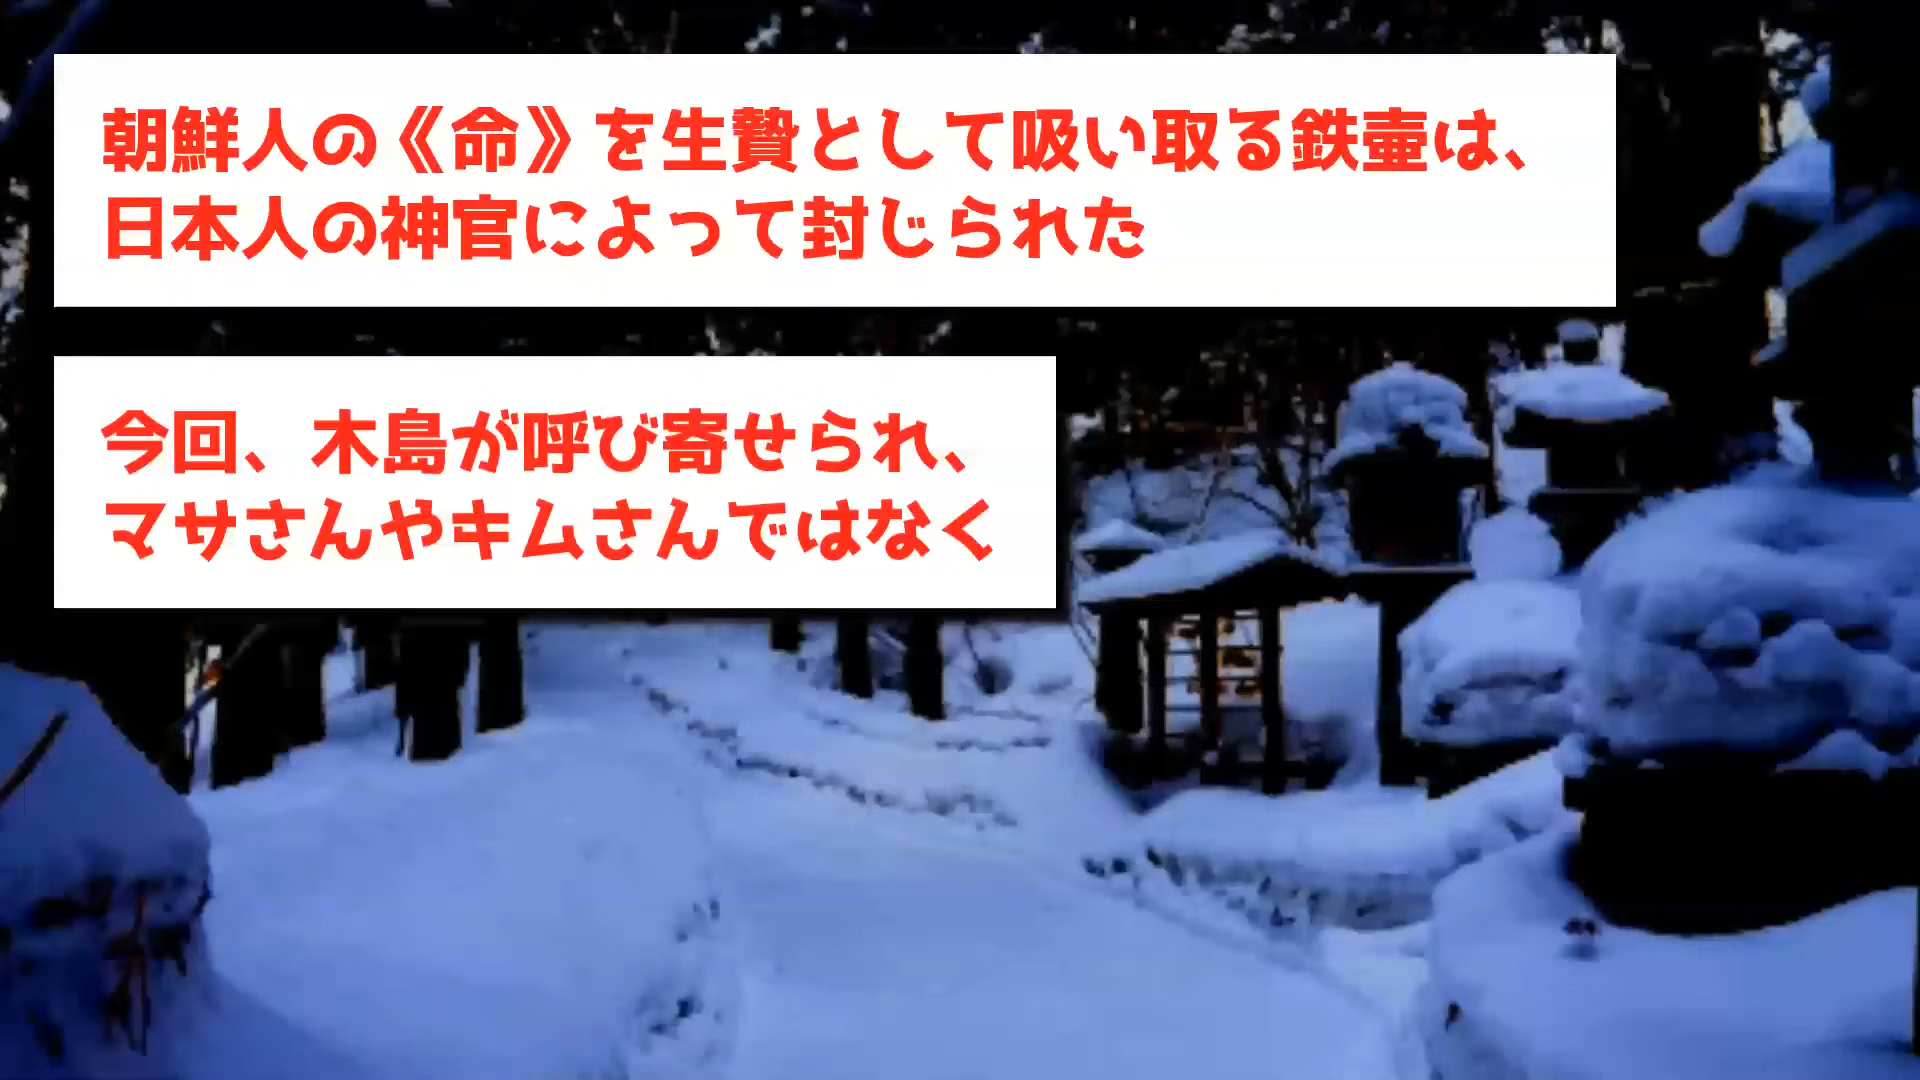 朝鮮人の《命》を生贄として吸い取る鉄壷は、
日本人の神官によって封じられた
今回、木島が呼び寄せられ、
マサさんやキムさんではなく